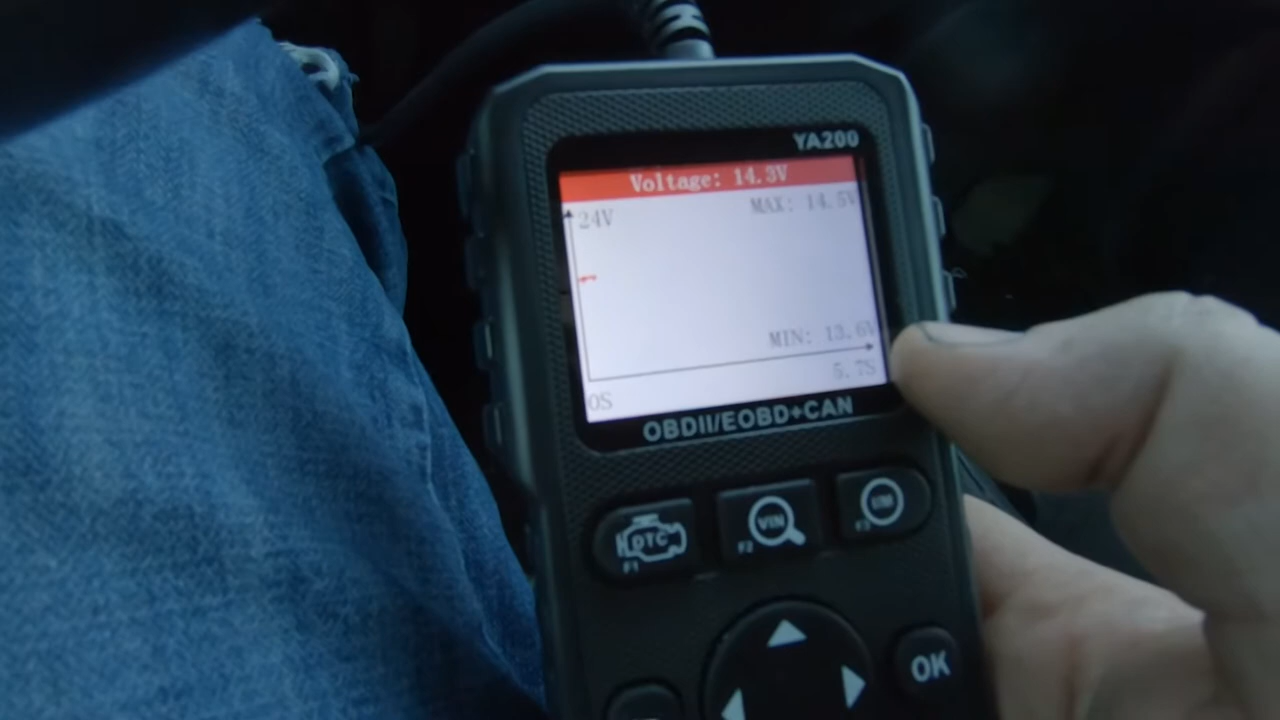 YA200
Voltage: 14.3V
24V
MAX: 14.5V
MIN: 13.6V
5.7S
0S
OBDII/EOBD+CAN
DTC
VIN
I/M
F1
F2
F3
OK